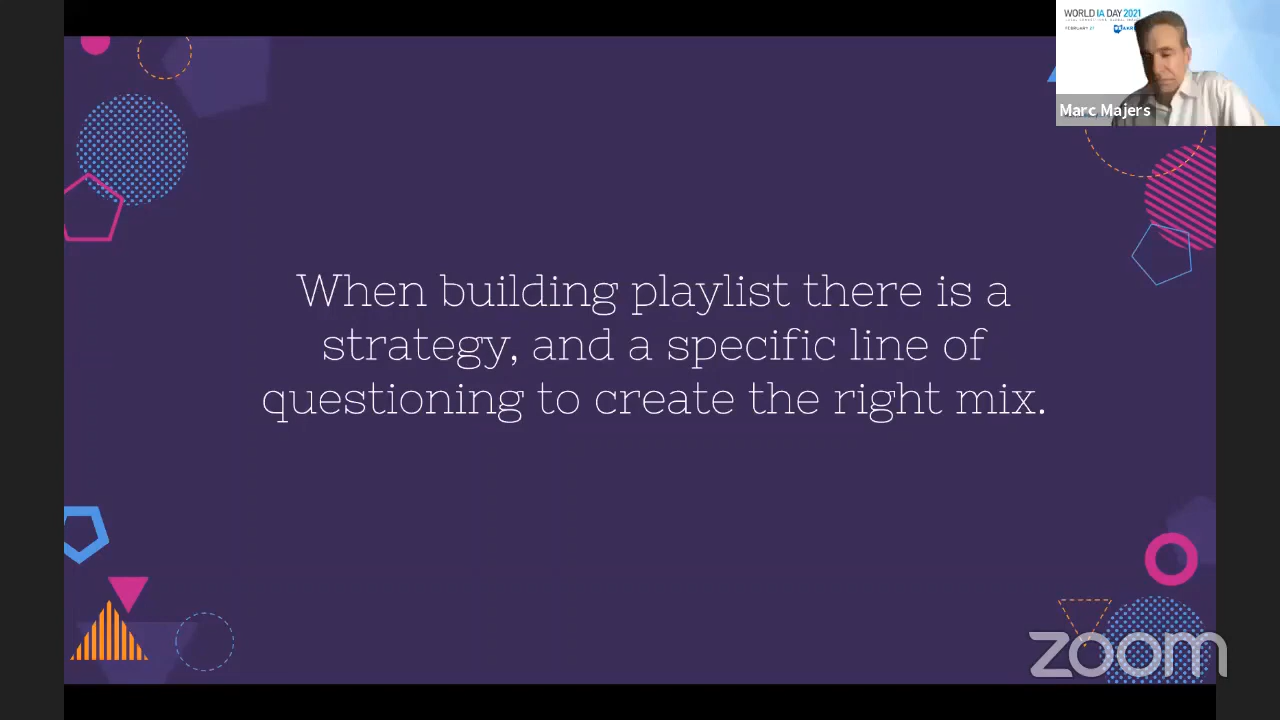 WORLD IA DAY 2021
Marc Majers
When building playlist there is a
strategy, and a specific line of
questioning to create the right mix.
zoom